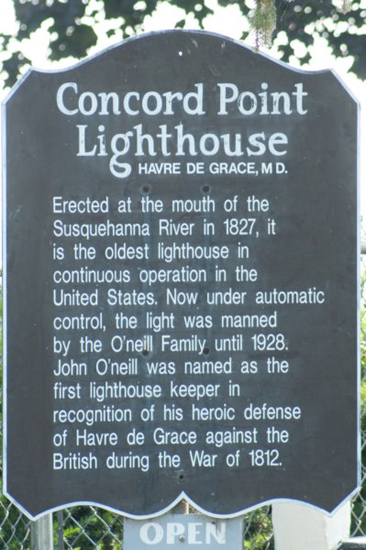 Concord Point
Lighthouse
HAVRE DE GRACE, MD.
Erected at the mouth of the
Susquehanna River in 1827, it
is the oldest lighthouse in
continuous operation in the
United States. Now under automatic
control, the light was manned
by the O'neill Family until 1928.
John O'neill was named as the
first lighthouse keeper in
recognition of his heroic defense
of Havre de Grace against the
British during the War of 1812.
OPEN